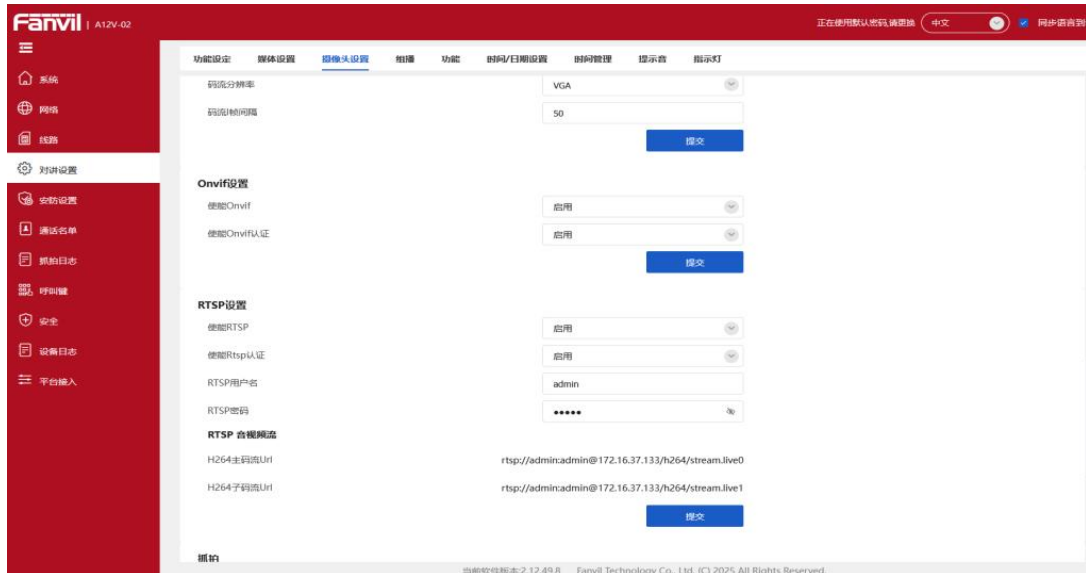 Fanvil | A12V-02
正在使用默认密码,请更换 中文 同步语言到
功能设定 媒体设置 摄像头设置 组播 功能 时间/日期设置 时间管理 提示音 指示灯
系统
网络
线路
对讲设置
安防设置
通话名单
抓拍日志
呼叫键
安全
设备日志
平台接入
码流分辨率 VGA
码流I帧间隔 50
提交
Onvif设置
使能Onvif 启用
使能Onvif认证 启用
提交
RTSP设置
使能RTSP 启用
使能Rtsp认证 启用
RTSP用户名 admin
RTSP密码 •••••
RTSP 音视频流
H264主码流Url rtsp://admin:admin@172.16.37.133/h264/stream.live0
H264子码流Url rtsp://admin:admin@172.16.37.133/h264/stream.live1
提交
抓拍
当前软件版本:2.12.49.8 Fanvil Technology Co., Ltd. (C) 2025 All Rights Reserved.